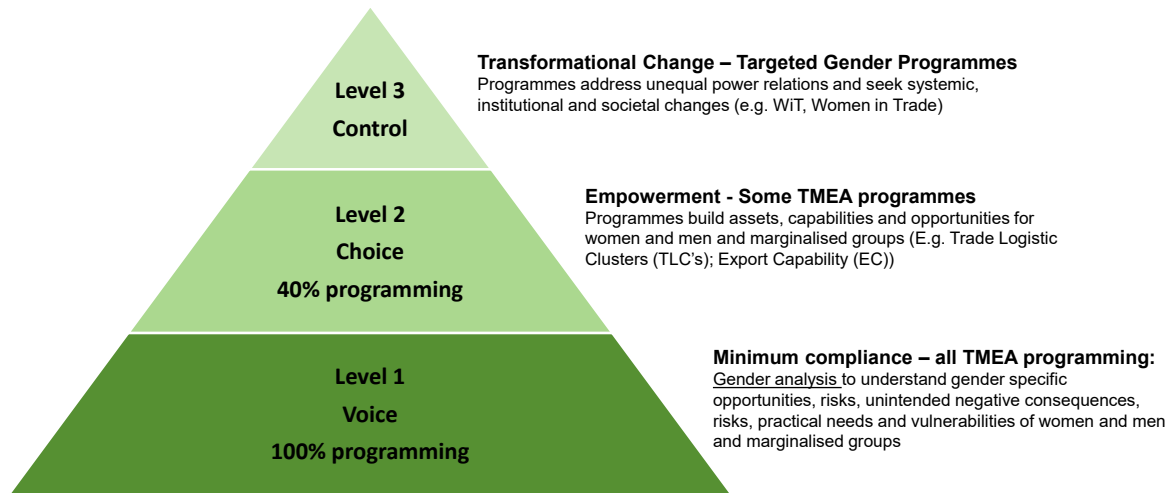 Level 3
Control
Transformational Change – Targeted Gender Programmes
Programmes address unequal power relations and seek systemic,
institutional and societal changes (e.g. WiT, Women in Trade)
Level 2
Choice
40% programming
Empowerment - Some TMEA programmes
Programmes build assets, capabilities and opportunities for
women and men and marginalised groups (E.g. Trade Logistic
Clusters (TLC's); Export Capability (EC))
Level 1
Voice
100% programming
Minimum compliance – all TMEA programming:
Gender analysis to understand gender specific
opportunities, risks, unintended negative consequences,
risks, practical needs and vulnerabilities of women and men
and marginalised groups